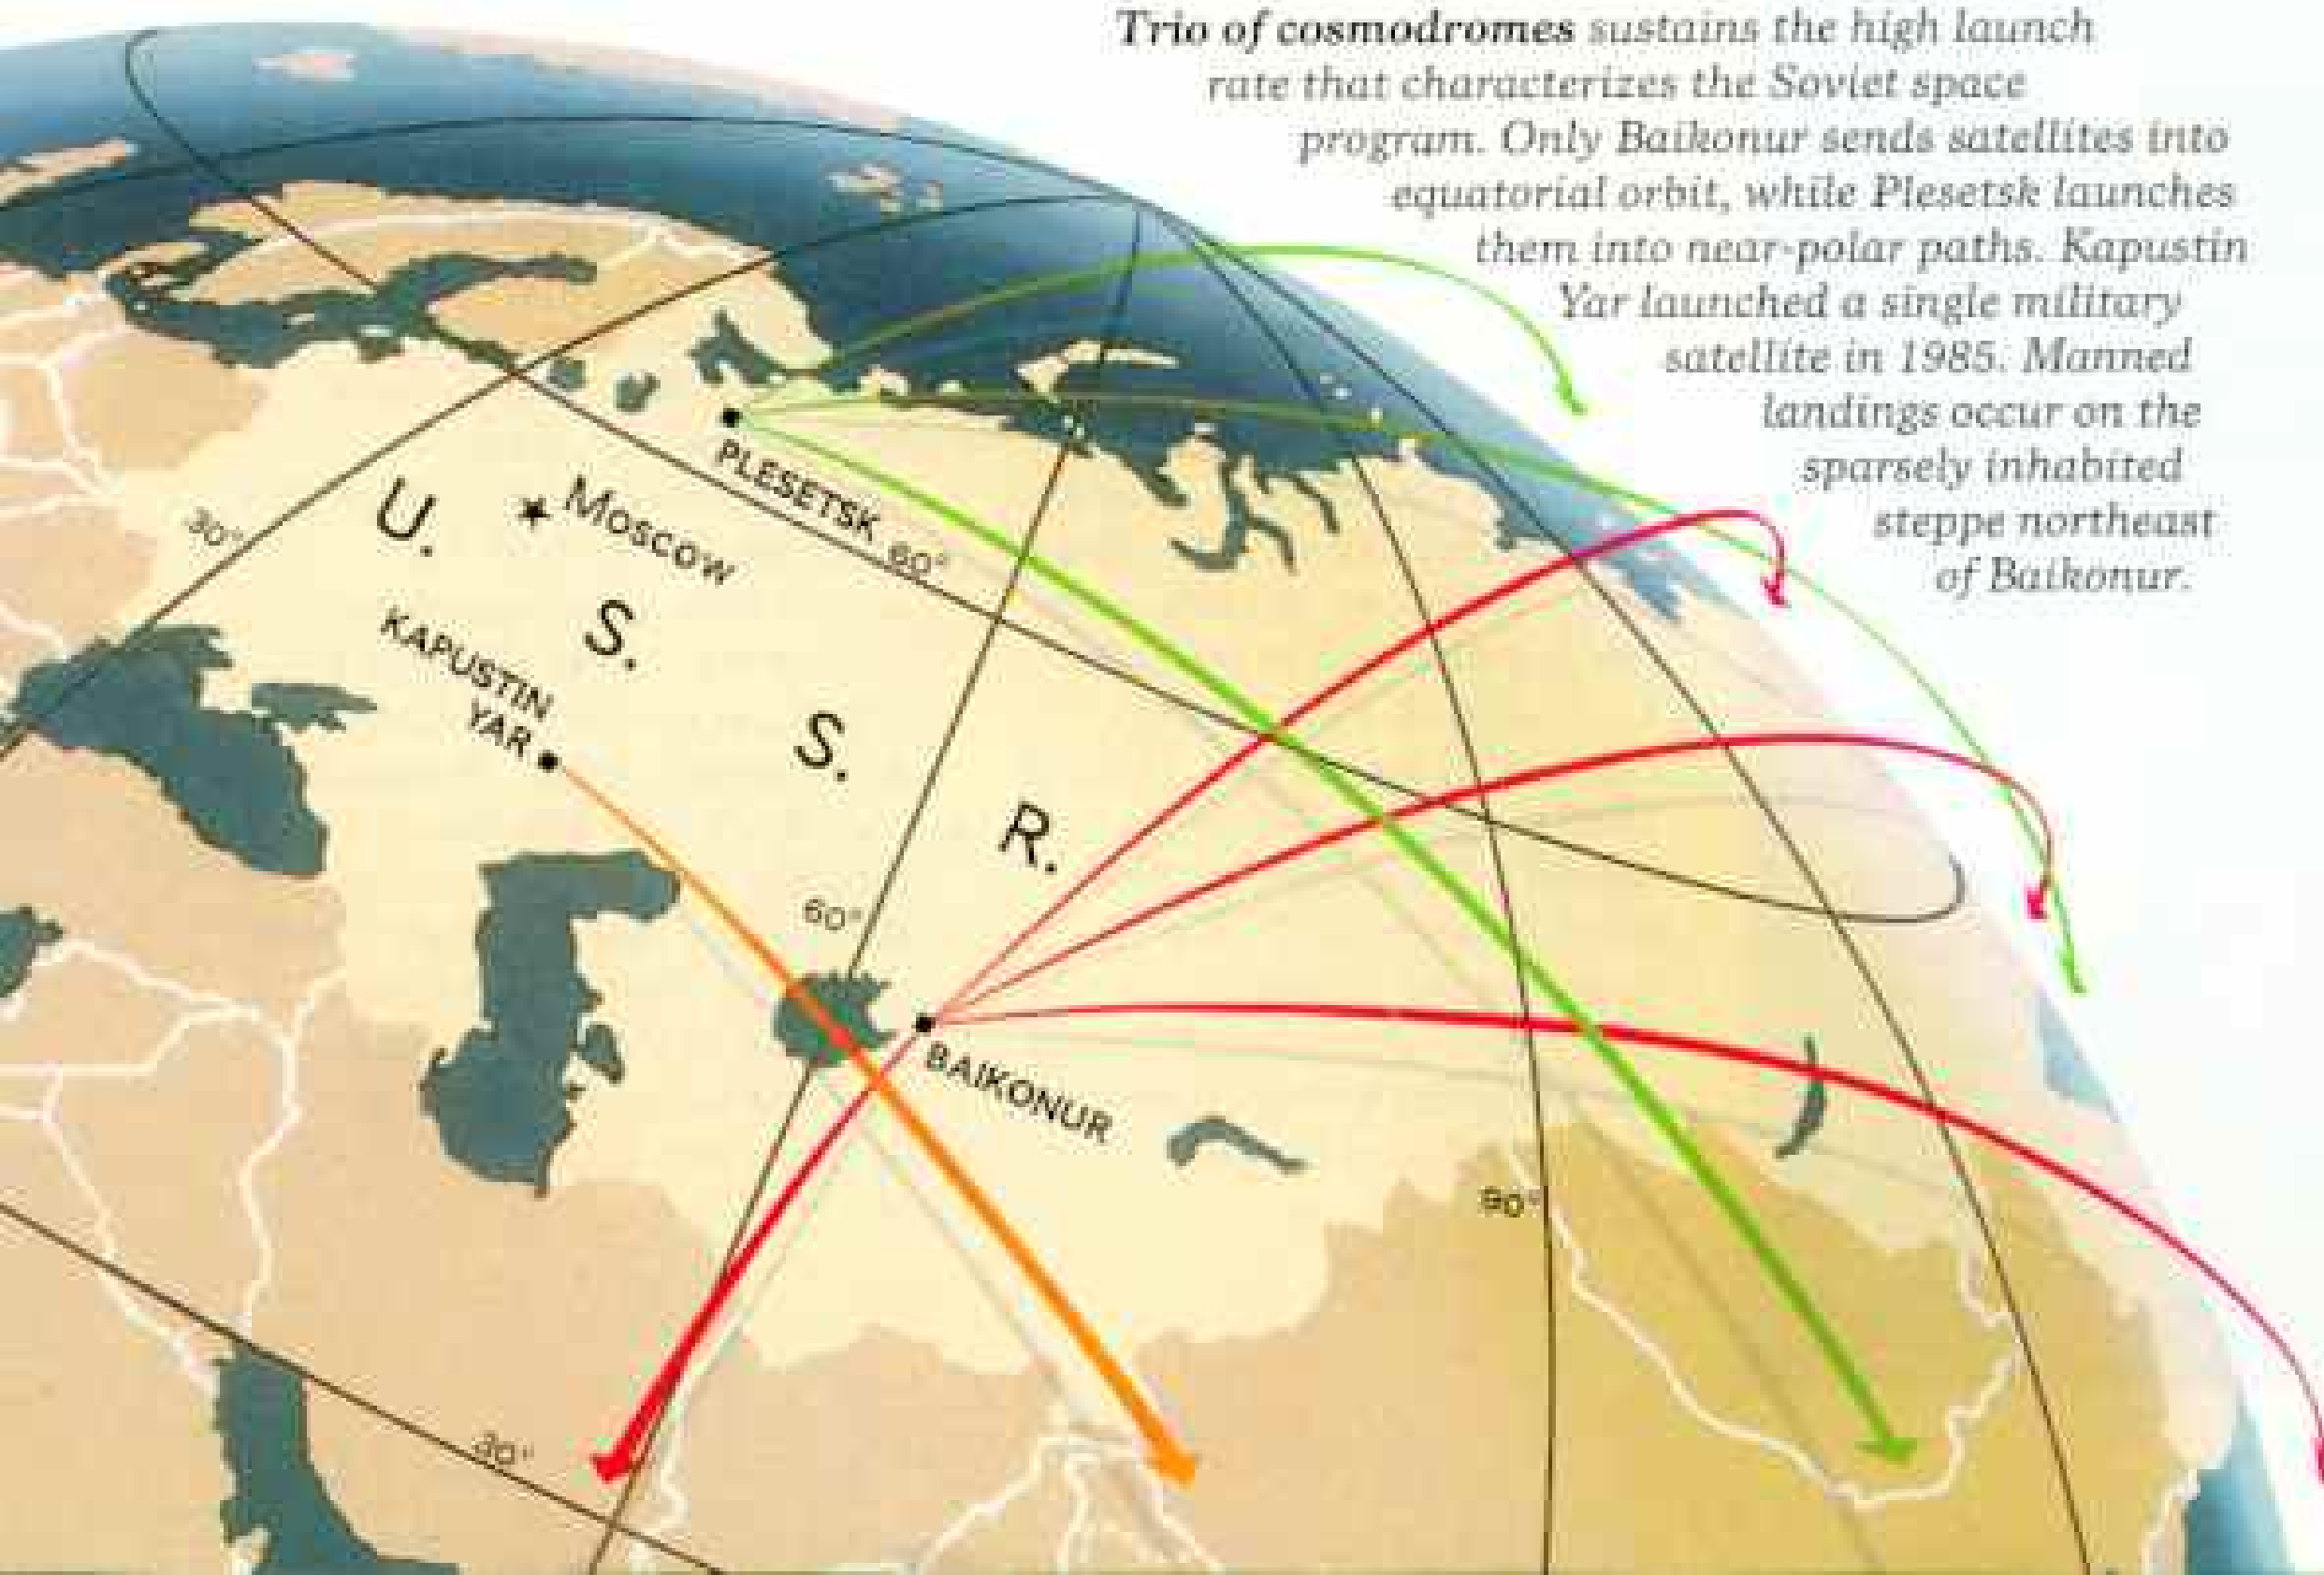 Trio of cosmodromes sustains the high launch
rate that characterizes the Soviet space
program. Only Baikonur sends satellites into
equatorial orbit, while Plesetsk launches
them into near-polar paths. Kapustin
Yar launched a single military
satellite in 1985. Manned
landings occur on the
sparsely inhabited
steppe northeast
of Baikonur.
PLESETSK
60°
U. S. S. R.
Moscow
30°
KAPUSTIN
YAR
60°
BAIKONUR
90°
30°